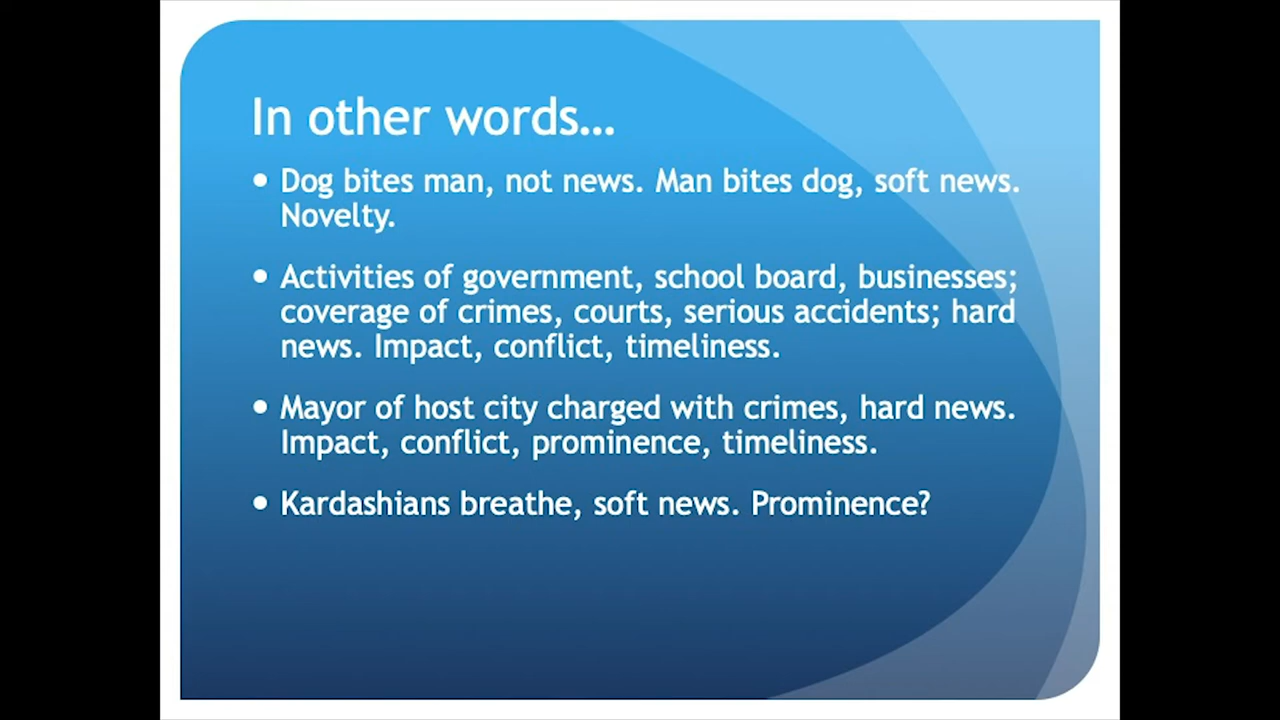 In other words...
• Dog bites man, not news. Man bites dog, soft news.
Novelty.
• Activities of government, school board, businesses;
coverage of crimes, courts, serious accidents; hard
news. Impact, conflict, timeliness.
• Mayor of host city charged with crimes, hard news.
Impact, conflict, prominence, timeliness.
• Kardashians breathe, soft news. Prominence?